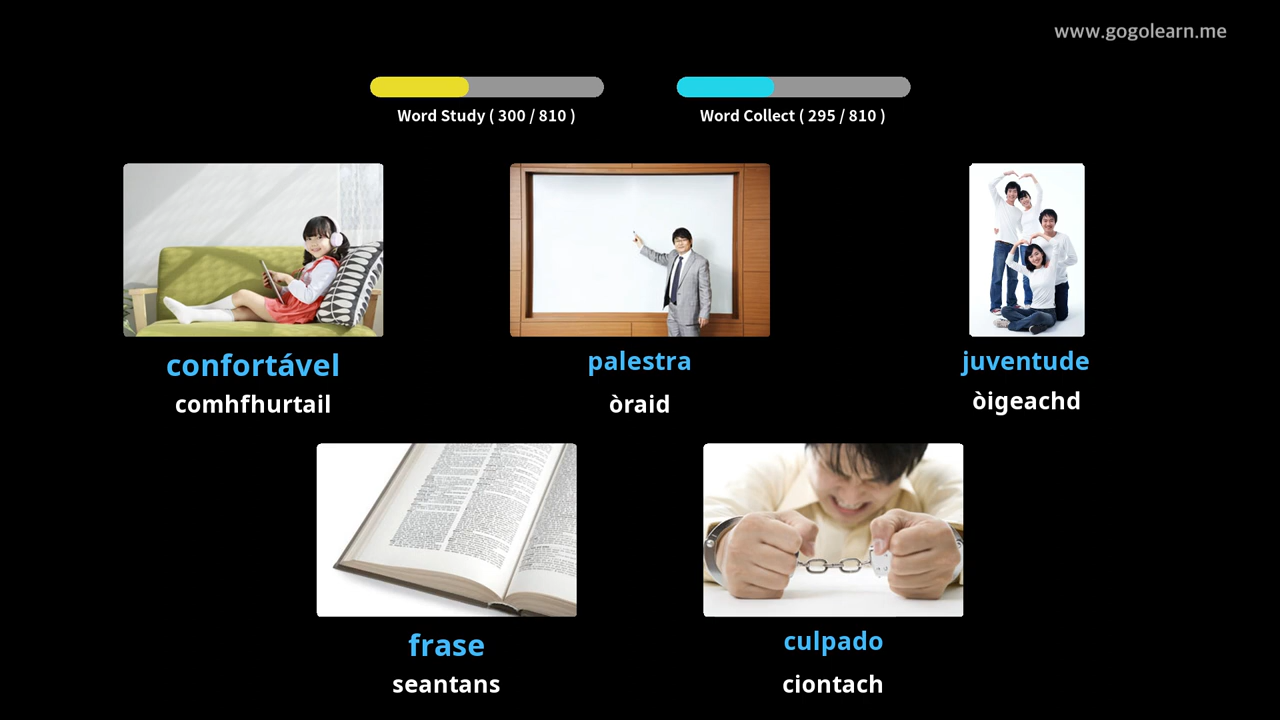 www.gogolearn.me
Word Study ( 300 / 810 )
Word Collect ( 295 / 810 )
confortável
comhfhurtail
palestra
òraid
juventude
òigeachd
frase
seantans
culpado
ciontach